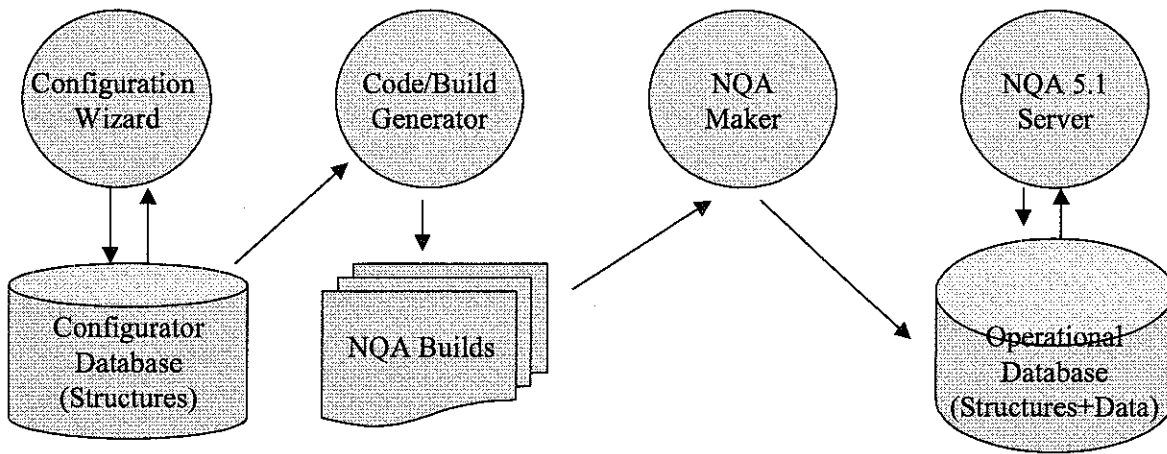 Configuration
Wizard
Code/Build
Generator
NQA
Maker
NQA 5.1
Server
Configurator
Database
(Structures)
NQA Builds
Operational
Database
(Structures+Data)